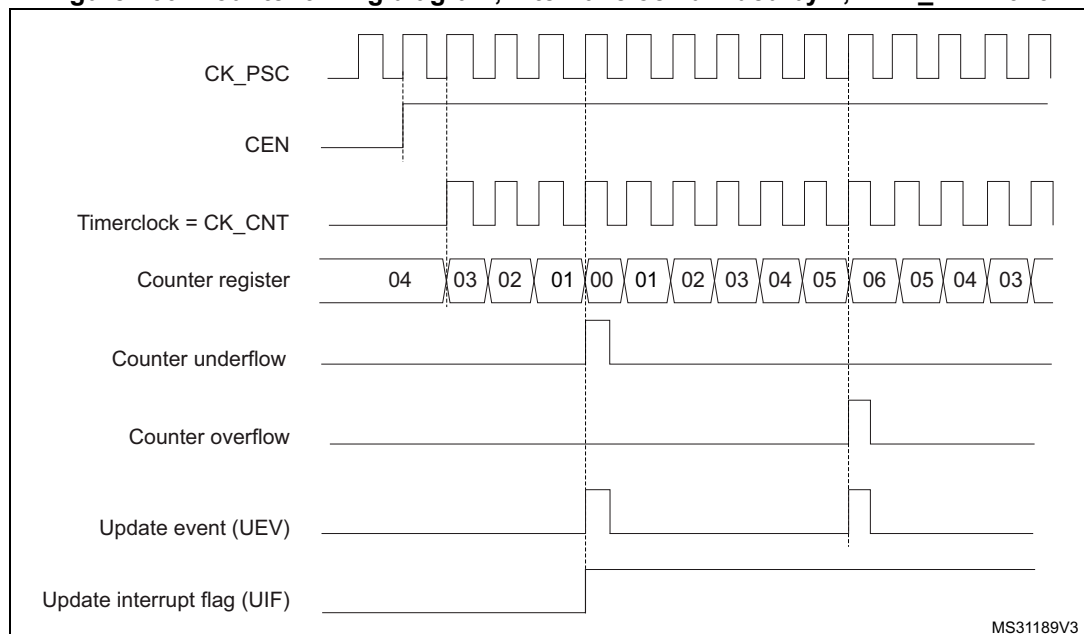 CK_PSC
CEN
Timerclock = CK_CNT
Counter register 04 03 02 01 00 01 02 03 04 05 06 05 04 03
Counter underflow
Counter overflow
Update event (UEV)
Update interrupt flag (UIF)
MS31189V3